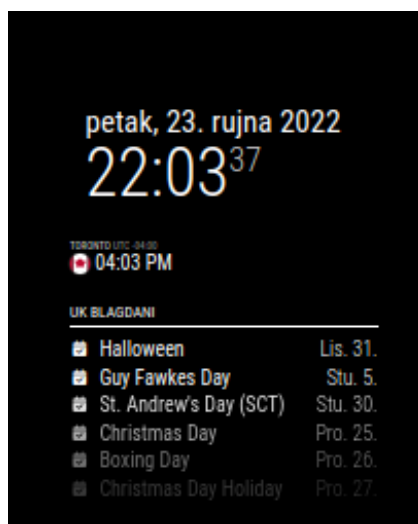 petak, 23. rujna 2022
22:03 37
TORONTO UTC -04:00
04:03 PM
UK BLAGDANI
Halloween Lis. 31.
Guy Fawkes Day Stu. 5.
St. Andrew's Day (SCT) Stu. 30.
Christmas Day Pro. 25.
Boxing Day Pro. 26.
Christmas Day Holiday Pro. 27.